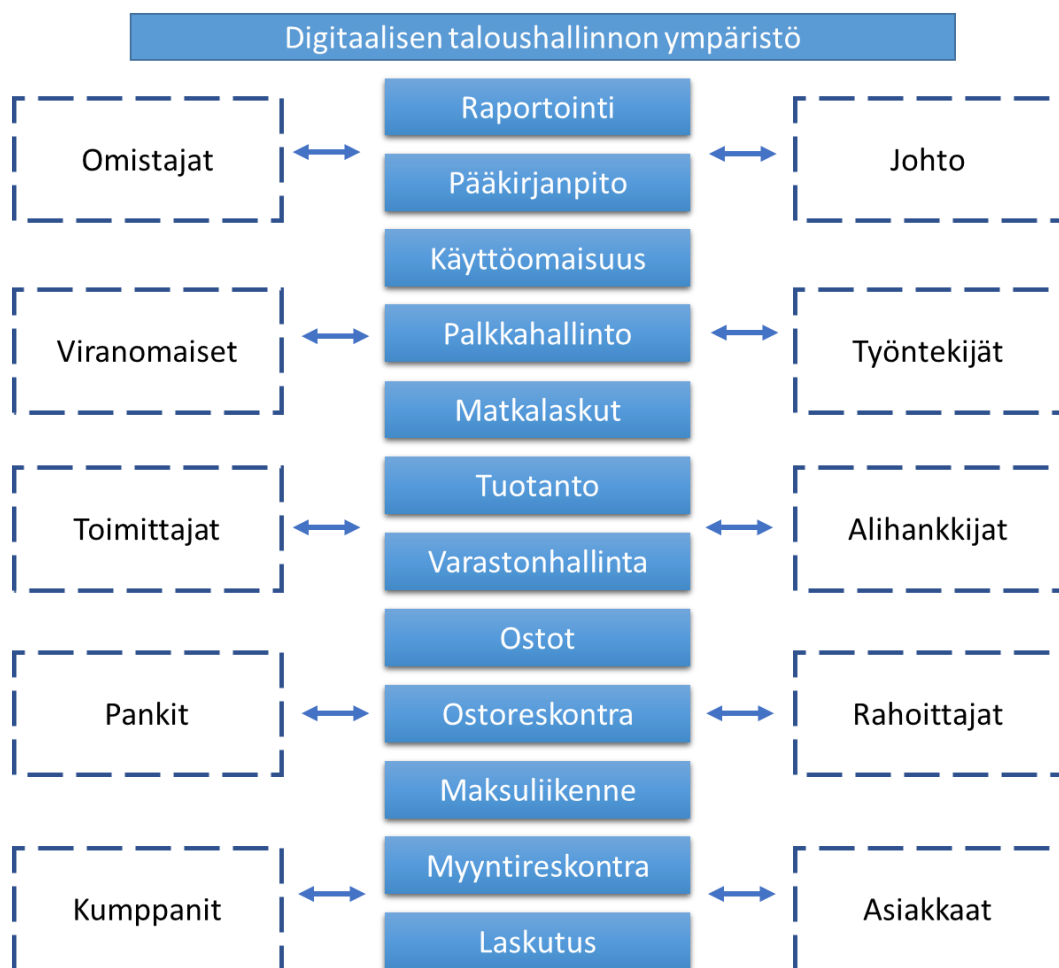 Digitaalisen taloushallinnon ympäristö
Raportointi
Omistajat
Johto
Pääkirjanpito
Käyttöomaisuus
Viranomaiset
Palkkahallinto
Työntekijät
Matkalaskut
Tuotanto
Toimittajat
Alihankkijat
Varastonhallinta
Ostot
Pankit
Ostoreskontra
Rahoittajat
Maksuliikenne
Myyntireskontra
Kumppanit
Asiakkaat
Laskutus